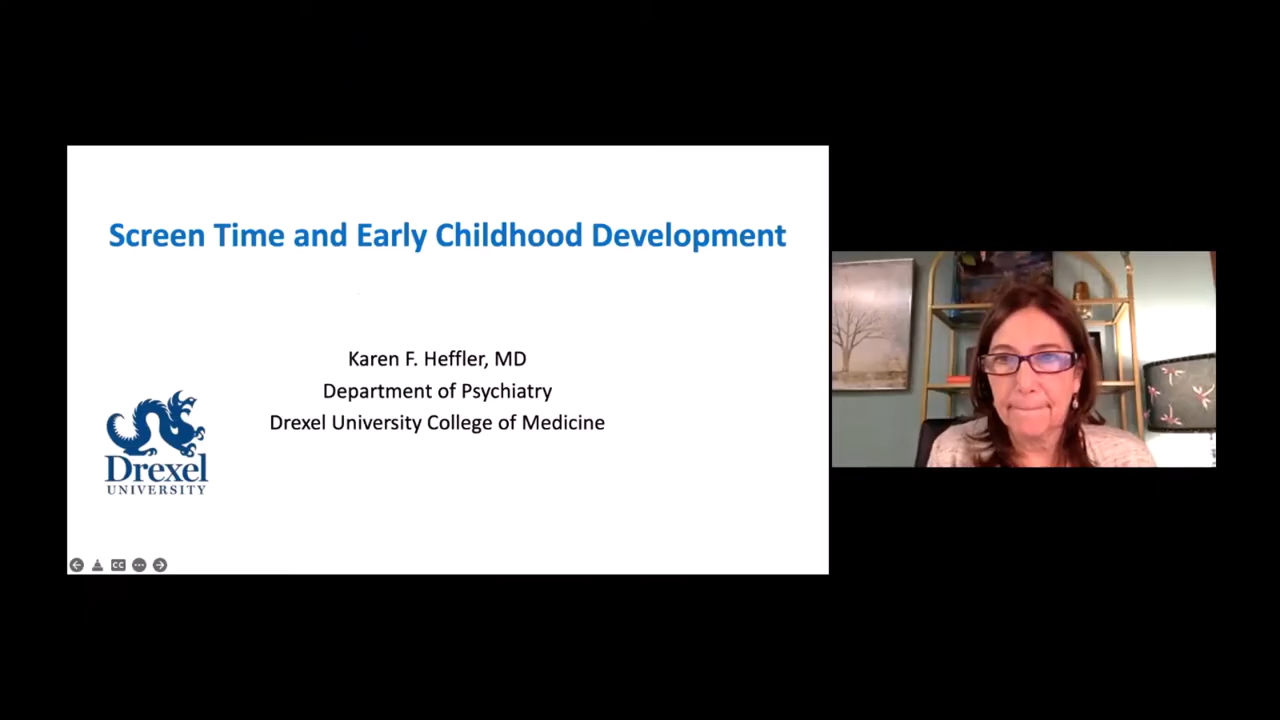 Screen Time and Early Childhood Development
Karen F. Heffler, MD
Department of Psychiatry
Drexel University College of Medicine
Drexel
UNIVERSITY
CC